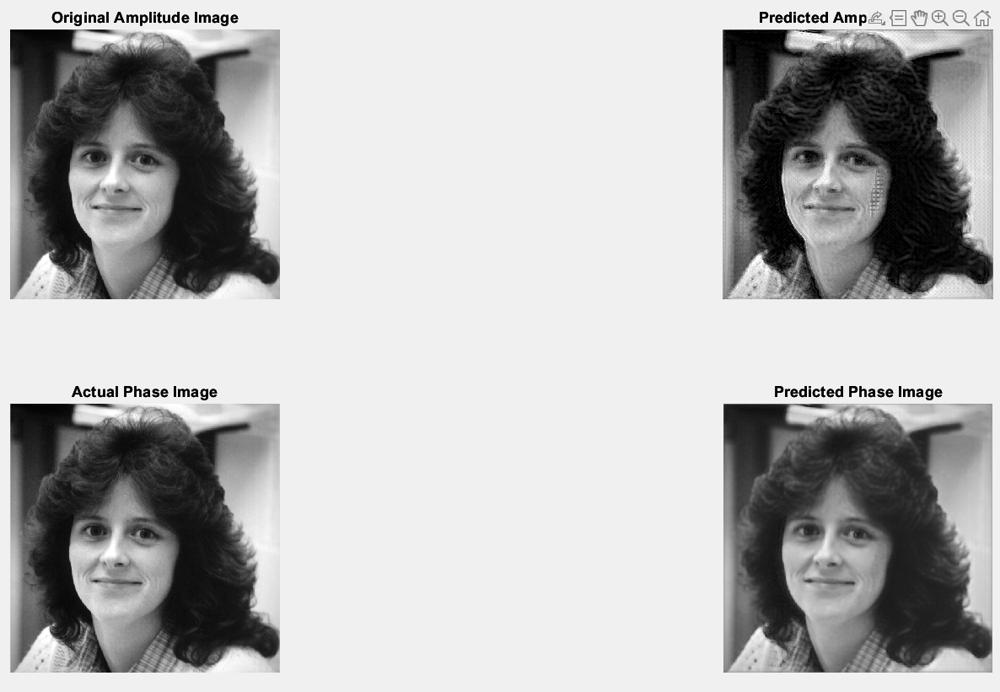 Original Amplitude Image
Predicted Amp
Actual Phase Image
Predicted Phase Image